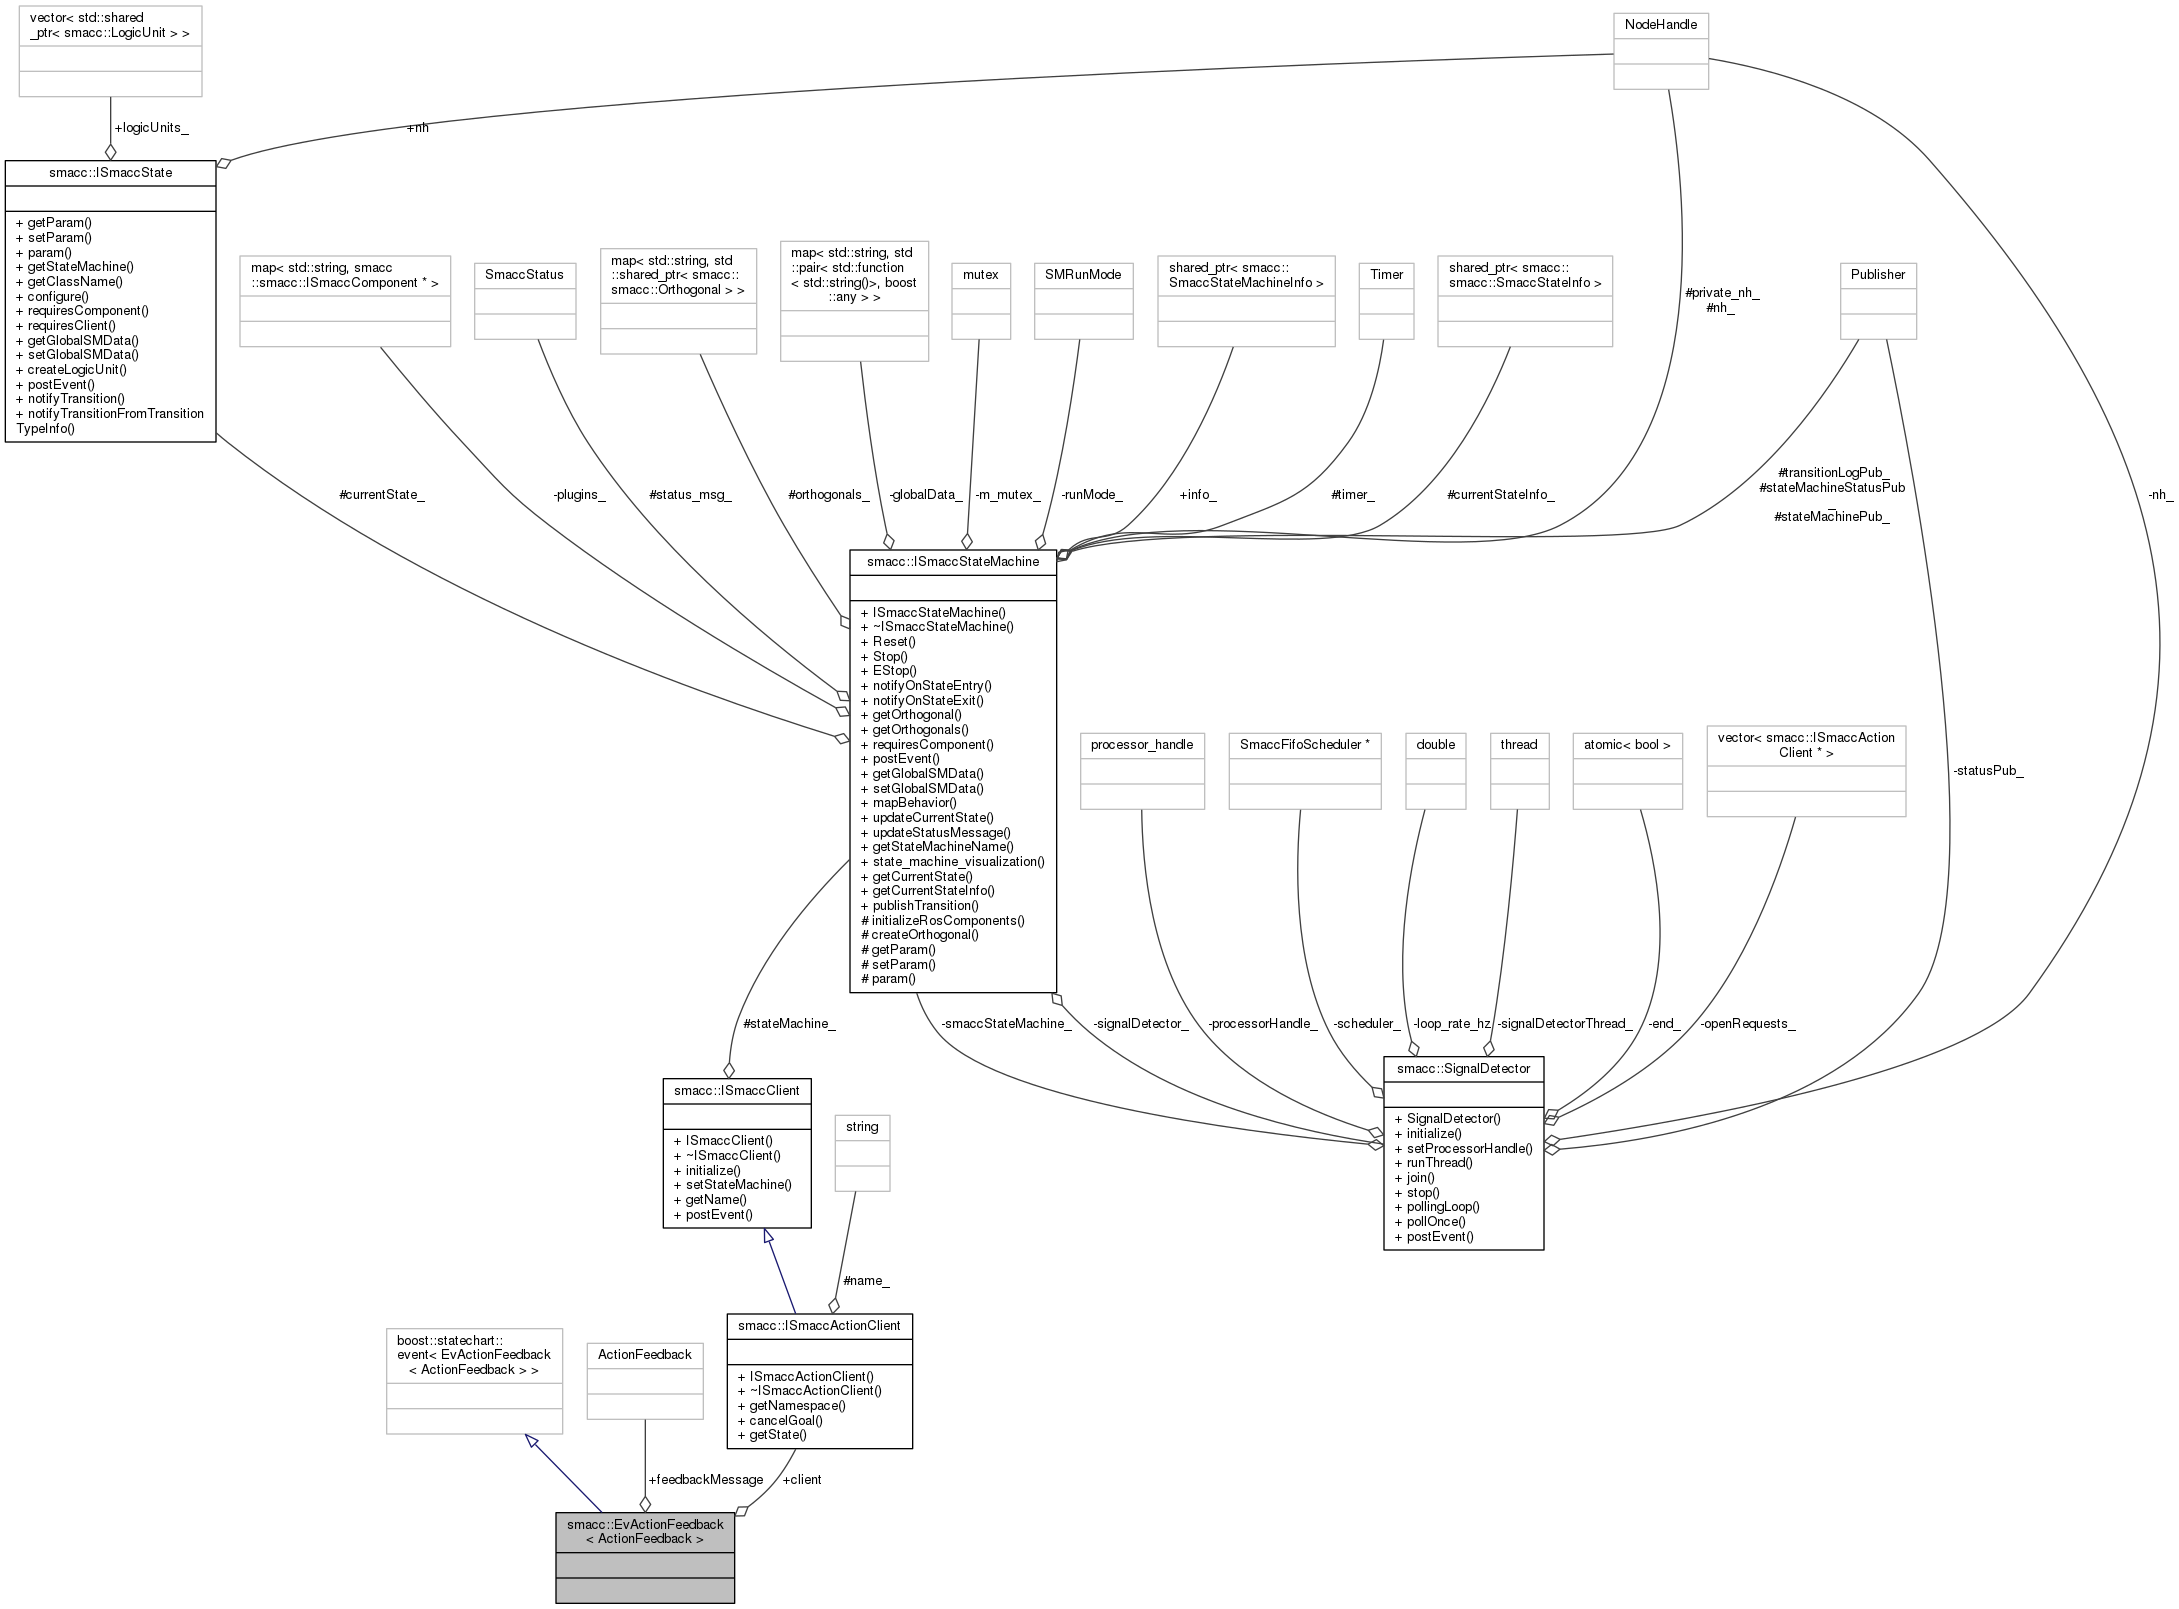 vector< std::shared
_ptr< smacc::LogicUnit > >
NodeHandle
+logicUnits_
+nh
smacc::ISmaccState
+ getParam()
+ setParam()
+ param()
+ getStateMachine()
+ getClassName()
+ configure()
+ requiresComponent()
+ requiresClient()
+ getGlobalSMData()
+ setGlobalSMData()
+ createLogicUnit()
+ postEvent()
+ notifyTransition()
+ notifyTransitionFromTransition
TypeInfo()
map< std::string, smacc
::smacc::ISmaccComponent * >
SmaccStatus
map< std::string, std
::shared_ptr< smacc::
smacc::Orthogonal > >
map< std::string, std
::pair< std::function
< std::string()>, boost
::any > >
mutex
SMRunMode
shared_ptr< smacc::
SmaccStateMachineInfo >
Timer
shared_ptr< smacc::
smacc::SmaccStateInfo >
#private_nh_
#nh_
Publisher
#currentState_
-plugins_
#status_msg_
#orthogonals_
-globalData_
-m_mutex_
-runMode_
+info_
#timer_
#currentStateInfo_
#transitionLogPub_
#stateMachineStatusPub
_
#stateMachinePub_
-nh_
smacc::ISmaccStateMachine
+ ISmaccStateMachine()
+ ~ISmaccStateMachine()
+ Reset()
+ Stop()
+ EStop()
+ notifyOnStateEntry()
+ notifyOnStateExit()
+ getOrthogonal()
+ getOrthogonals()
+ requiresComponent()
+ postEvent()
+ getGlobalSMData()
+ setGlobalSMData()
+ mapBehavior()
+ updateCurrentState()
+ updateStatusMessage()
+ getStateMachineName()
+ state_machine_visualization()
+ getCurrentState()
+ getCurrentStateInfo()
+ publishTransition()
# initializeRosComponents()
# createOrthogonal()
# getParam()
# setParam()
# param()
processor_handle
SmaccFifoScheduler *
double
thread
atomic< bool >
vector< smacc::ISmaccAction
Client * >
-statusPub_
#stateMachine_
-smaccStateMachine_
-signalDetector_
-processorHandle_
-scheduler_
-loop_rate_hz
-signalDetectorThread_
-end_
-openRequests_
smacc::SignalDetector
+ SignalDetector()
+ initialize()
+ setProcessorHandle()
+ runThread()
+ join()
+ stop()
+ pollingLoop()
+ pollOnce()
+ postEvent()
smacc::ISmaccClient
+ ISmaccClient()
+ ~ISmaccClient()
+ initialize()
+ setStateMachine()
+ getName()
+ postEvent()
string
#name_
smacc::ISmaccActionClient
+ ISmaccActionClient()
+ ~ISmaccActionClient()
+ getNamespace()
+ cancelGoal()
+ getState()
boost::statechart::
event< EvActionFeedback
< ActionFeedback > >
ActionFeedback
+feedbackMessage
+client
smacc::EvActionFeedback
< ActionFeedback >